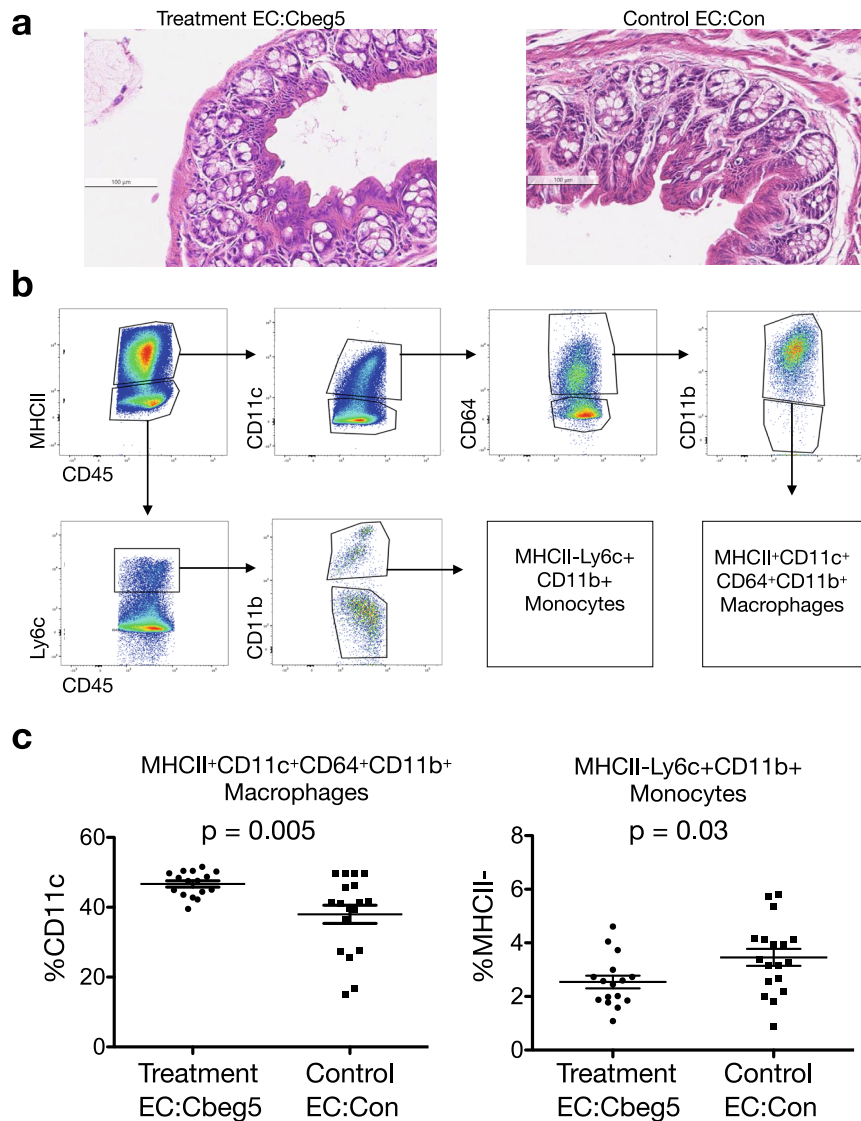 a
Treatment EC:Cbeg5
Control EC:Con
100 µm
100 µm
b
MHCII
CD45
CD11c
CD64
CD11b
Ly6c
CD45
CD11b
MHCII-Ly6c+
CD11b+
Monocytes
MHCII⁺CD11c⁺
CD64⁺CD11b⁺
Macrophages
c
MHCII⁺CD11c⁺CD64⁺CD11b⁺
Macrophages
p = 0.005
%CD11c
60
40
20
0
Treatment
EC:Cbeg5
Control
EC:Con
MHCII-Ly6c+CD11b+
Monocytes
p = 0.03
%MHCII-
8
6
4
2
0
Treatment
EC:Cbeg5
Control
EC:Con